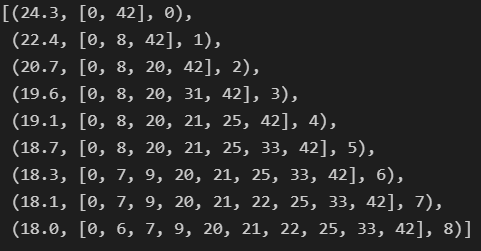 [(24.3, [0, 42], 0),
(22.4, [0, 8, 42], 1),
(20.7, [0, 8, 20, 42], 2),
(19.6, [0, 8, 20, 31, 42], 3),
(19.1, [0, 8, 20, 21, 25, 42], 4),
(18.7, [0, 8, 20, 21, 25, 33, 42], 5),
(18.3, [0, 7, 9, 20, 21, 25, 33, 42], 6),
(18.1, [0, 7, 9, 20, 21, 22, 25, 33, 42], 7),
(18.0, [0, 6, 7, 9, 20, 21, 22, 25, 33, 42], 8)]